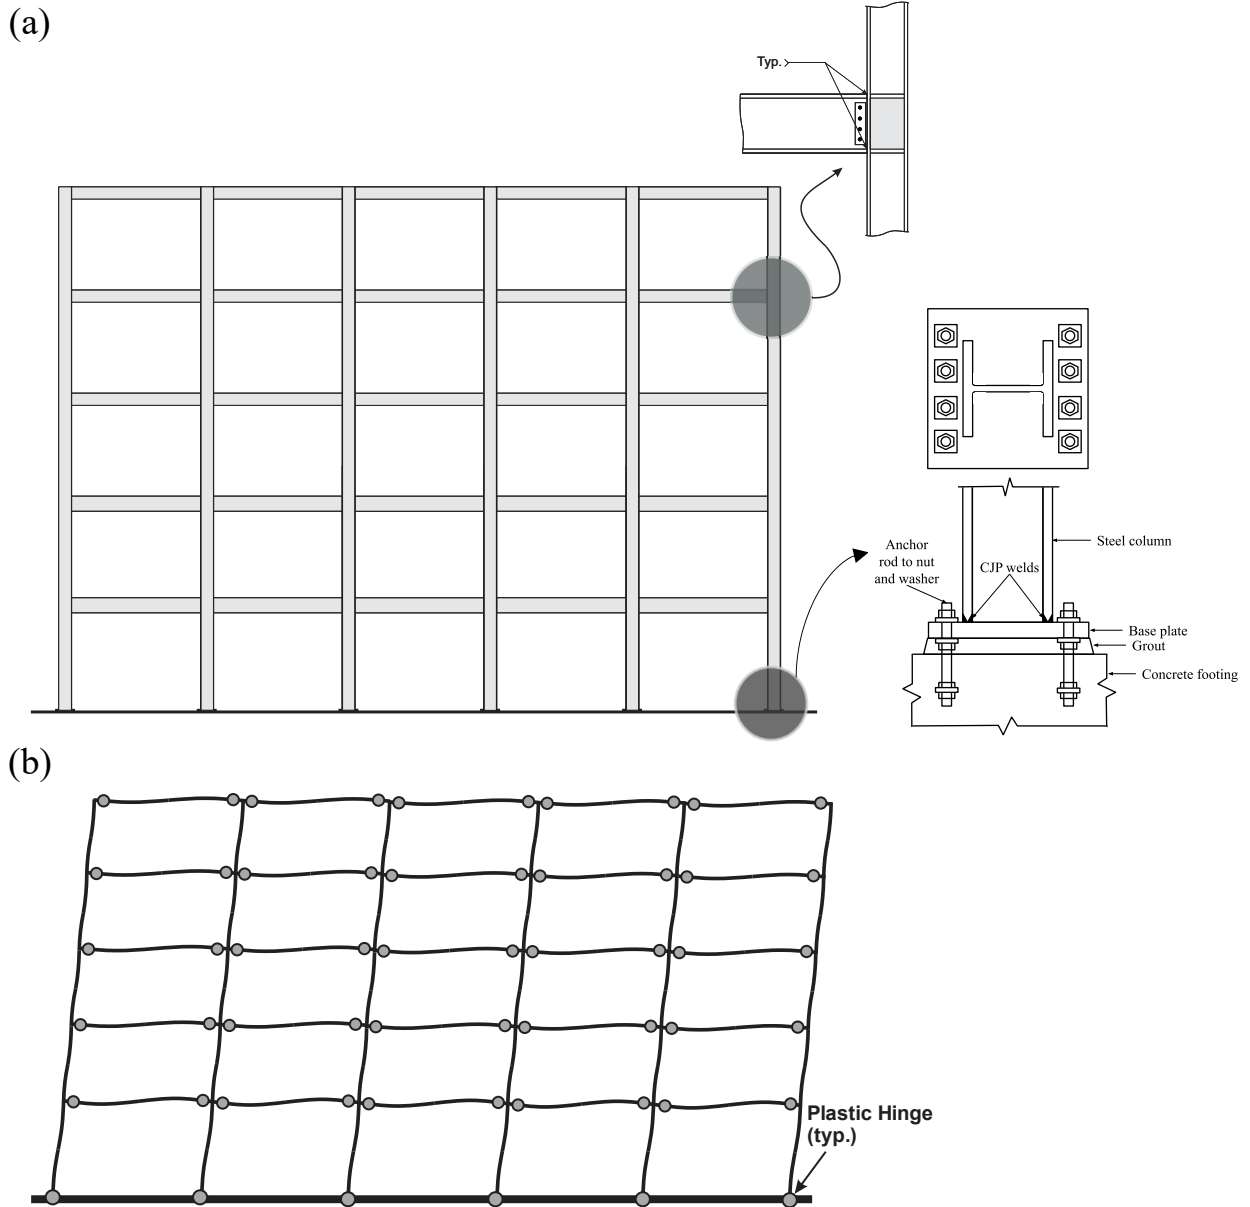 (a)
Typ.
Anchor
rod to nut
and washer
CJP welds
Steel column
Base plate
Grout
Concrete footing
(b)
Plastic Hinge
(typ.)